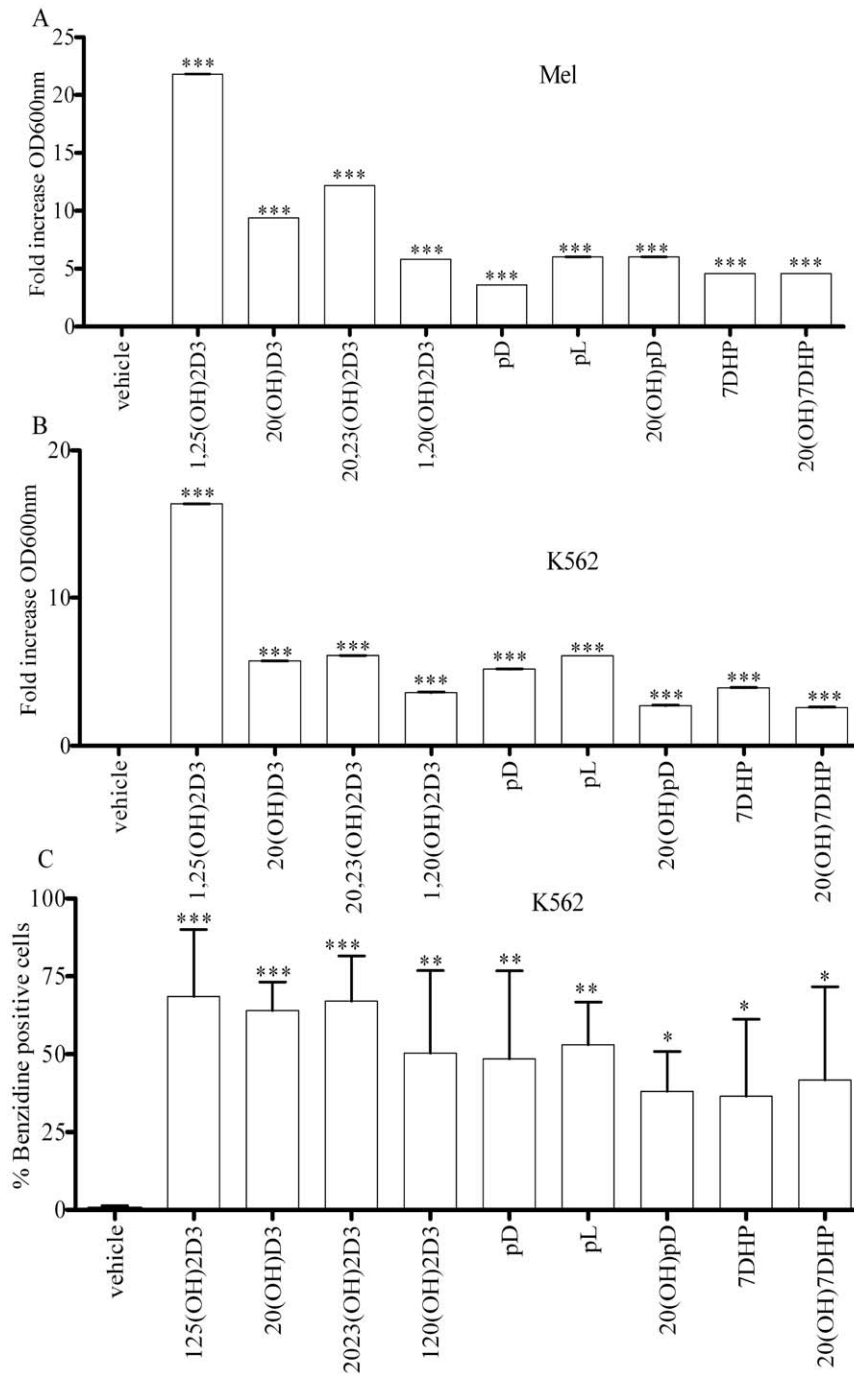 A
Mel
Fold increase OD600nm
25
20
15
10
5
0
***
***
***
***
***
***
***
***
***
vehicle
1,25(OH)2D3
20(OH)D3
20,23(OH)2D3
1,20(OH)2D3
pD
pL
20(OH)pD
7DHP
20(OH)7DHP
B
K562
Fold increase OD600nm
20
10
0
***
***
***
***
***
***
***
***
***
vehicle
1,25(OH)2D3
20(OH)D3
20,23(OH)2D3
1,20(OH)2D3
pD
pL
20(OH)pD
7DHP
20(OH)7DHP
C
K562
% Benzidine positive cells
100
75
50
25
0
***
***
***
**
**
**
*
*
*
vehicle
125(OH)2D3
20(OH)D3
2023(OH)2D3
120(OH)2D3
pD
pL
20(OH)pD
7DHP
20(OH)7DHP